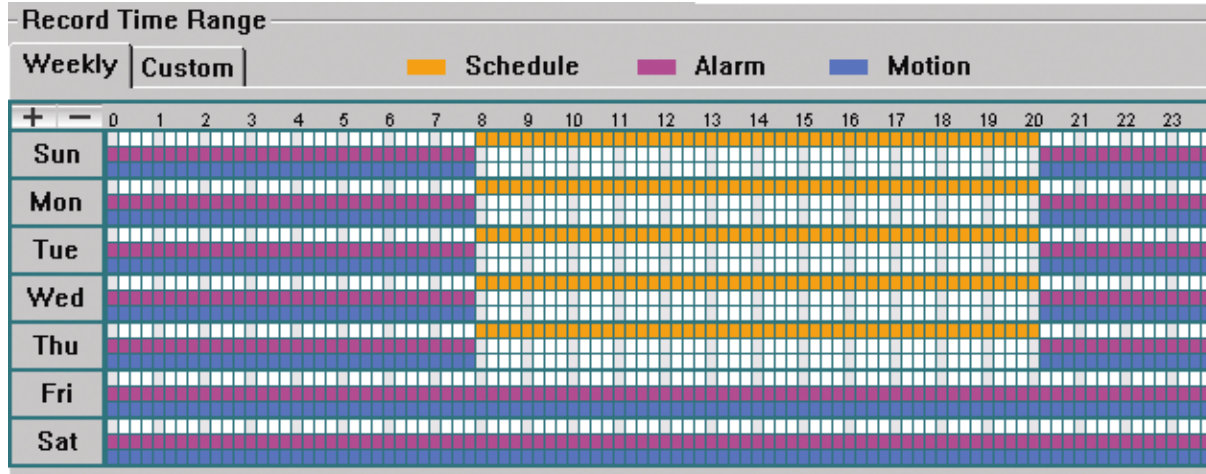 Record Time Range
Weekly Custom Schedule Alarm Motion
+ − 0 1 2 3 4 5 6 7 8 9 10 11 12 13 14 15 16 17 18 19 20 21 22 23
Sun
Mon
Tue
Wed
Thu
Fri
Sat